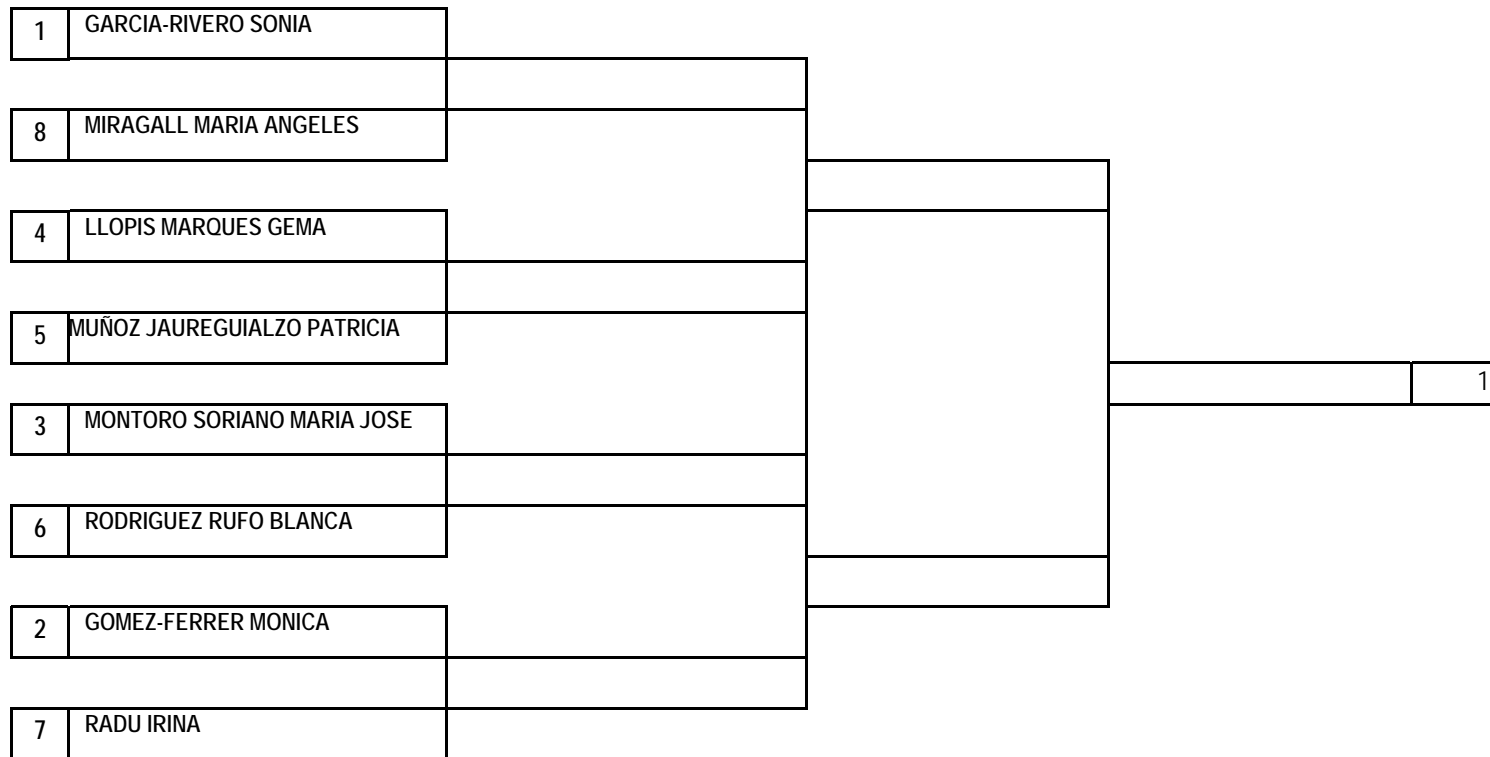 1 GARCIA-RIVERO SONIA
8 MIRAGALL MARIA ANGELES
4 LLOPIS MARQUES GEMA
5 MUÑOZ JAUREGUIALZO PATRICIA
1
3 MONTORO SORIANO MARIA JOSE
6 RODRIGUEZ RUFO BLANCA
2 GOMEZ-FERRER MONICA
7 RADU IRINA